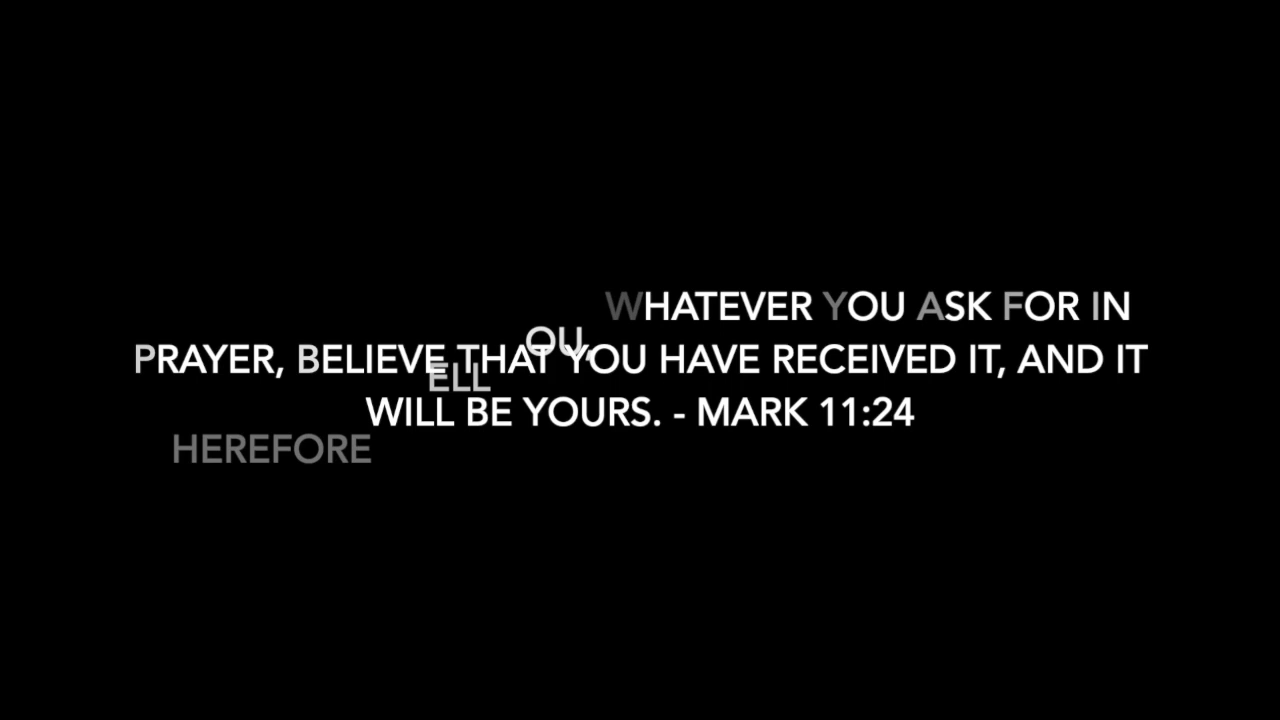 WHATEVER YOU ASK FOR IN
OU,
PRAYER, BELIEVE THAT YOU HAVE RECEIVED IT, AND IT
ELL
WILL BE YOURS. - MARK 11:24
HEREFORE